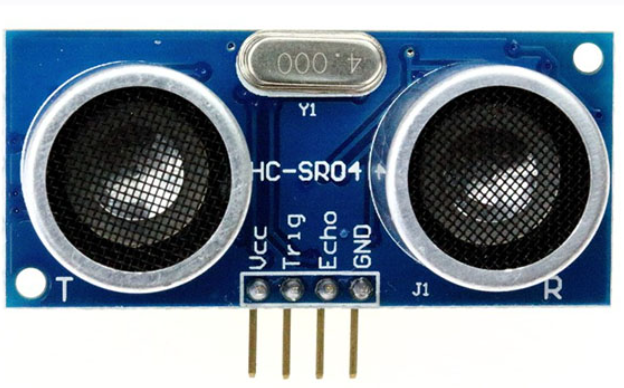 4.000
Y1
HC-SR04
Vcc
Trig
Echo
GND
T
J1
R